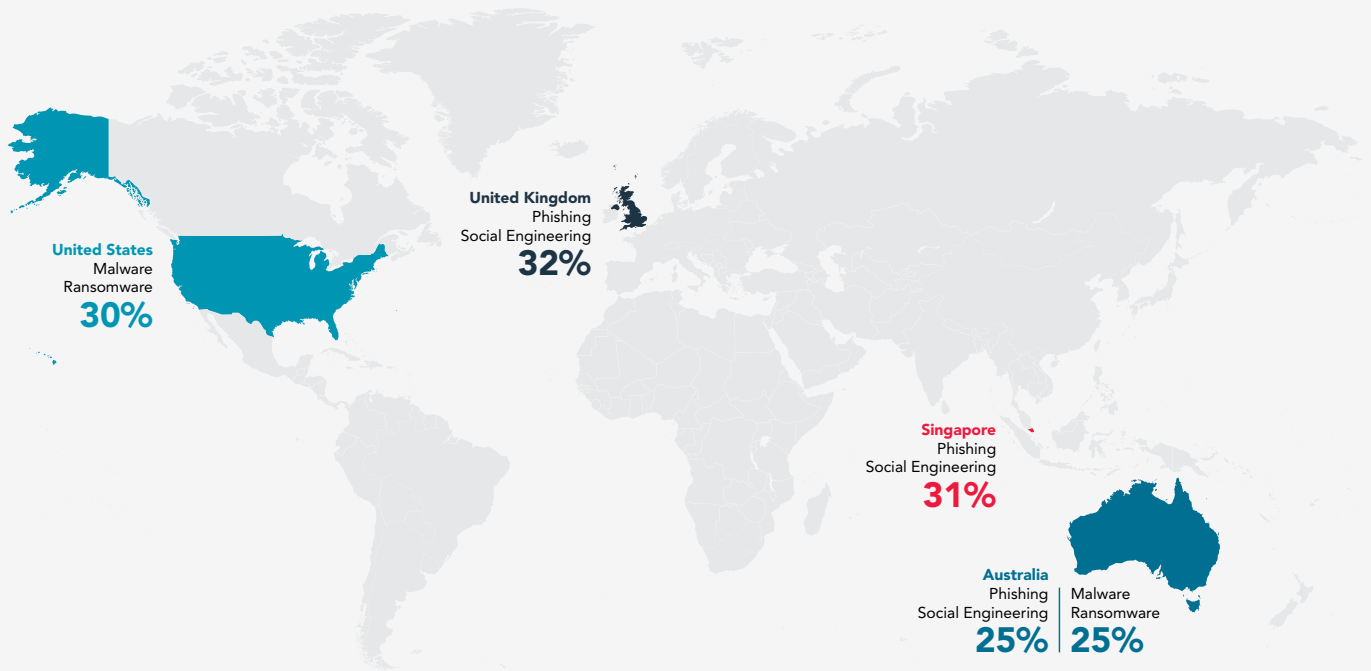 United Kingdom
Phishing
Social Engineering
32%
United States
Malware
Ransomware
30%
Singapore
Phishing
Social Engineering
31%
Australia
Phishing
Social Engineering
25%
Malware
Ransomware
25%